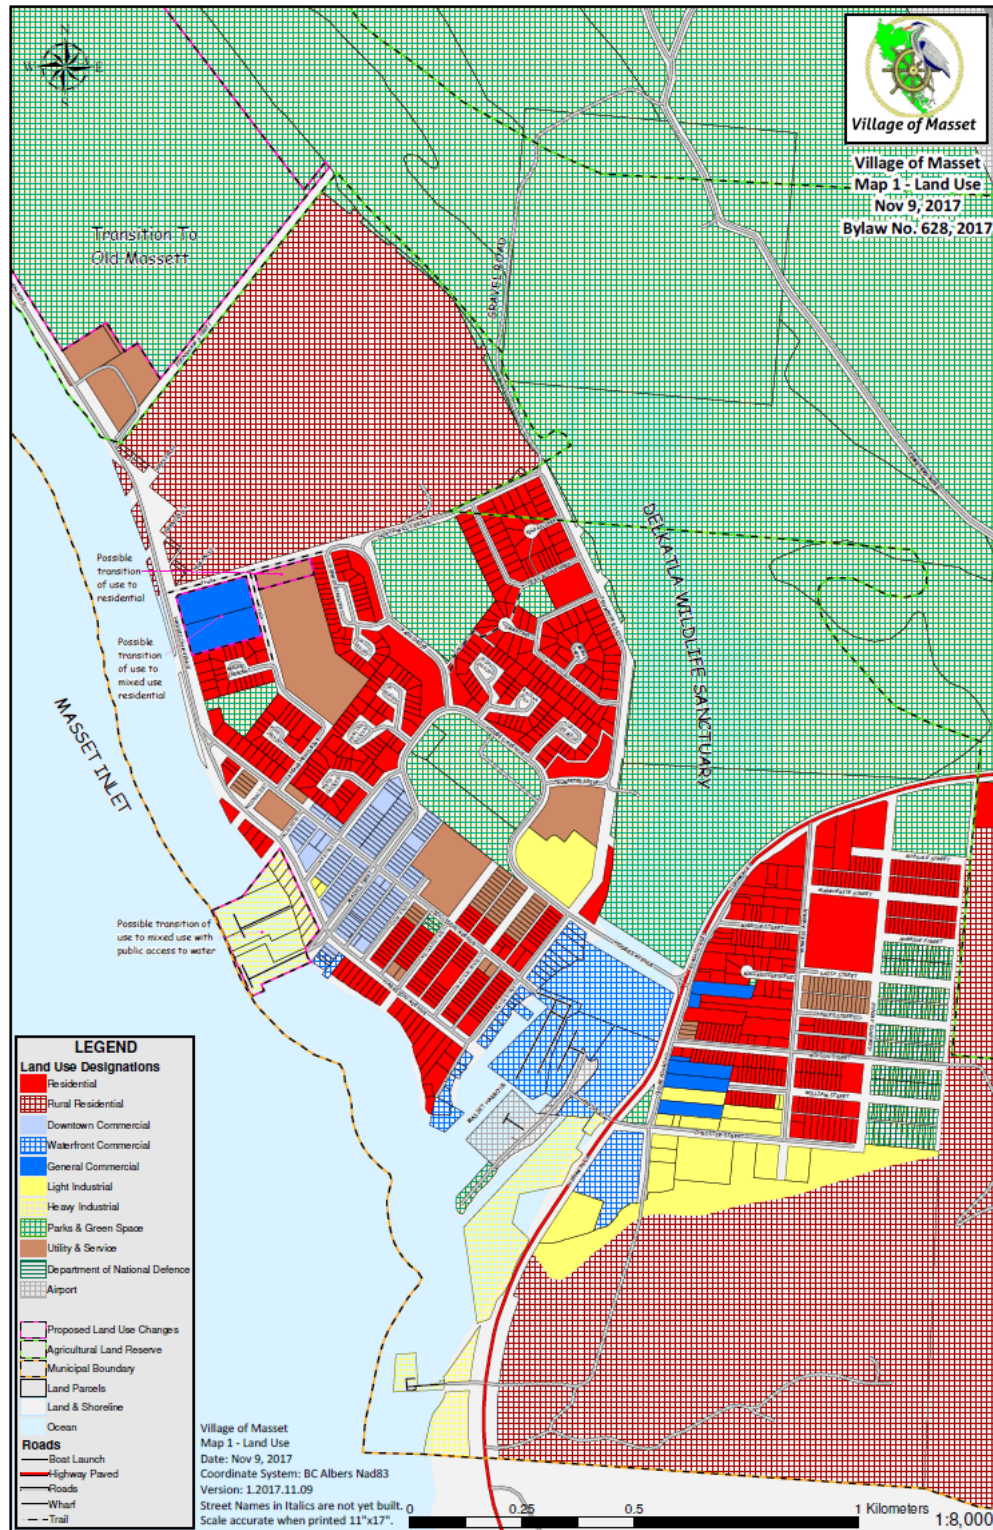 W E
S
Village of Masset
Village of Masset
Map 1 - Land Use
Nov 9, 2017
Bylaw No. 628, 2017
Transition To
Old Massett
GRAVEL ROAD
DELKATLA WILDLIFE SANCTUARY
Possible
transition
of use to
residential
Possible
transition
of use to
mixed use
residential
MASSET INLET
Possible transition of
use to mixed use with
public access to water
MASSET HARBOUR
LEGEND
Land Use Designations
Residential
Rural Residential
Downtown Commercial
Waterfront Commercial
General Commercial
Light Industrial
Heavy Industrial
Parks & Green Space
Utility & Service
Department of National Defence
Airport
Proposed Land Use Changes
Agricultural Land Reserve
Municipal Boundary
Land Parcels
Land & Shoreline
Ocean
Roads
Boat Launch
Highway Paved
Roads
Wharf
Trail
Village of Masset
Map 1 - Land Use
Date: Nov 9, 2017
Coordinate System: BC Albers Nad83
Version: 1.2017.11.09
Street Names in Italics are not yet built.
Scale accurate when printed 11"x17".
0 0.25 0.5 1 Kilometers
1:8,000